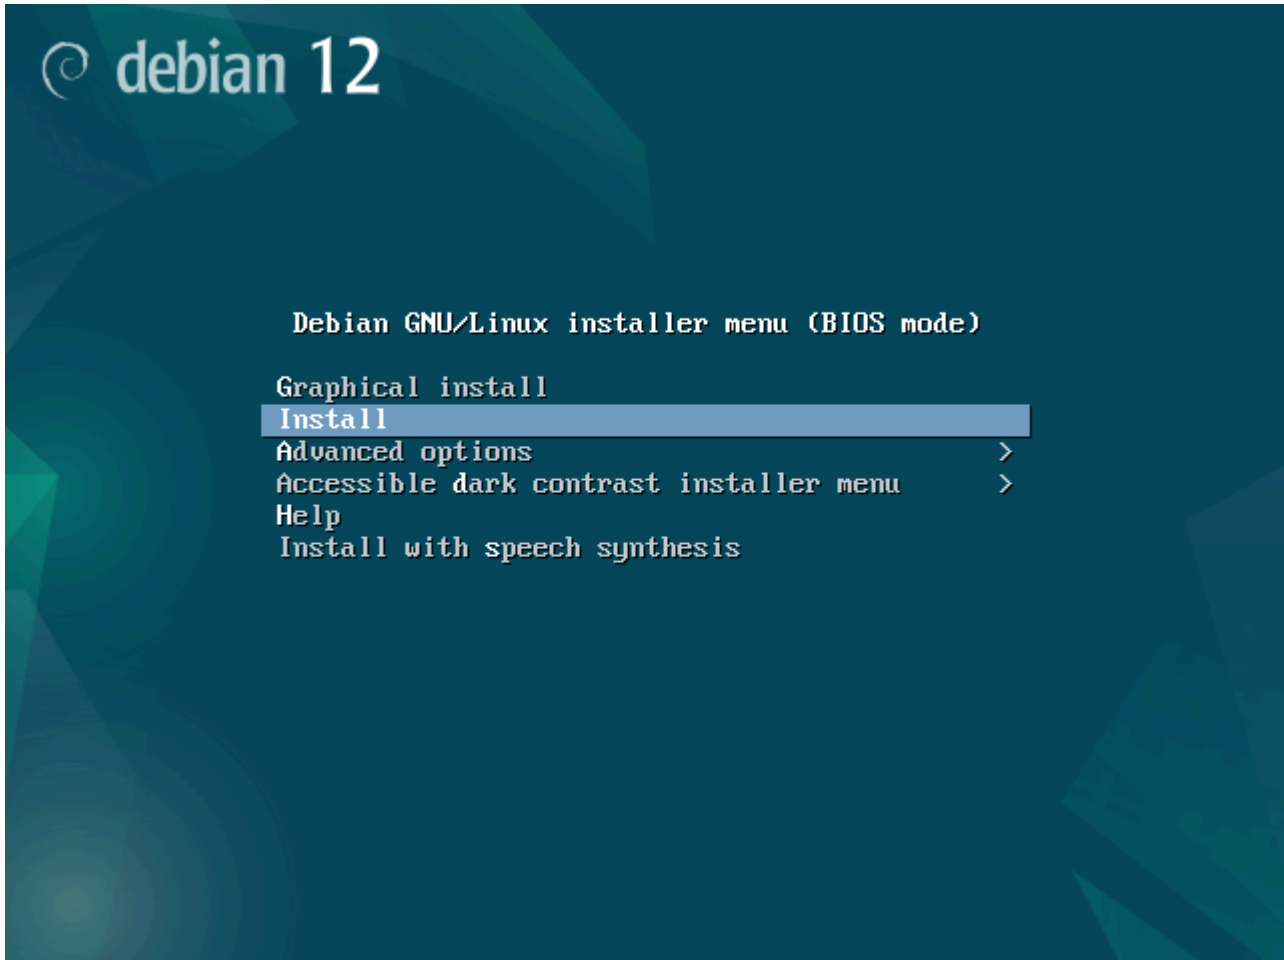 debian 12
Debian GNU/Linux installer menu (BIOS mode)
Graphical install
Install
Advanced options >
Accessible dark contrast installer menu >
Help
Install with speech synthesis